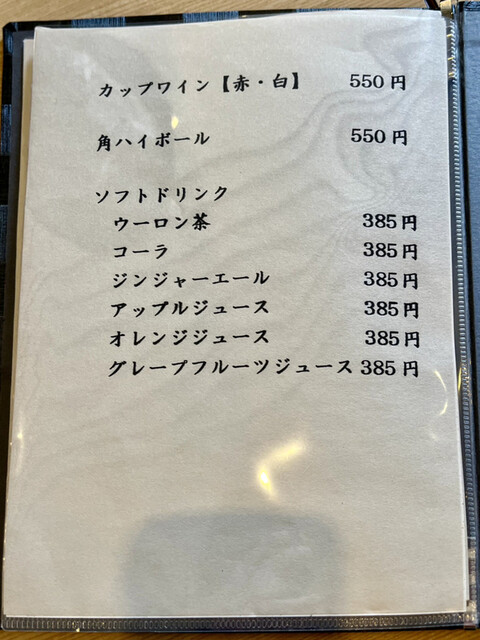 カップワイン【赤・白】 550円
角ハイボール 550円
ソフトドリンク
ウーロン茶 385円
コーラ 385円
ジンジャーエール 385円
アップルジュース 385円
オレンジジュース 385円
グレープフルーツジュース 385円